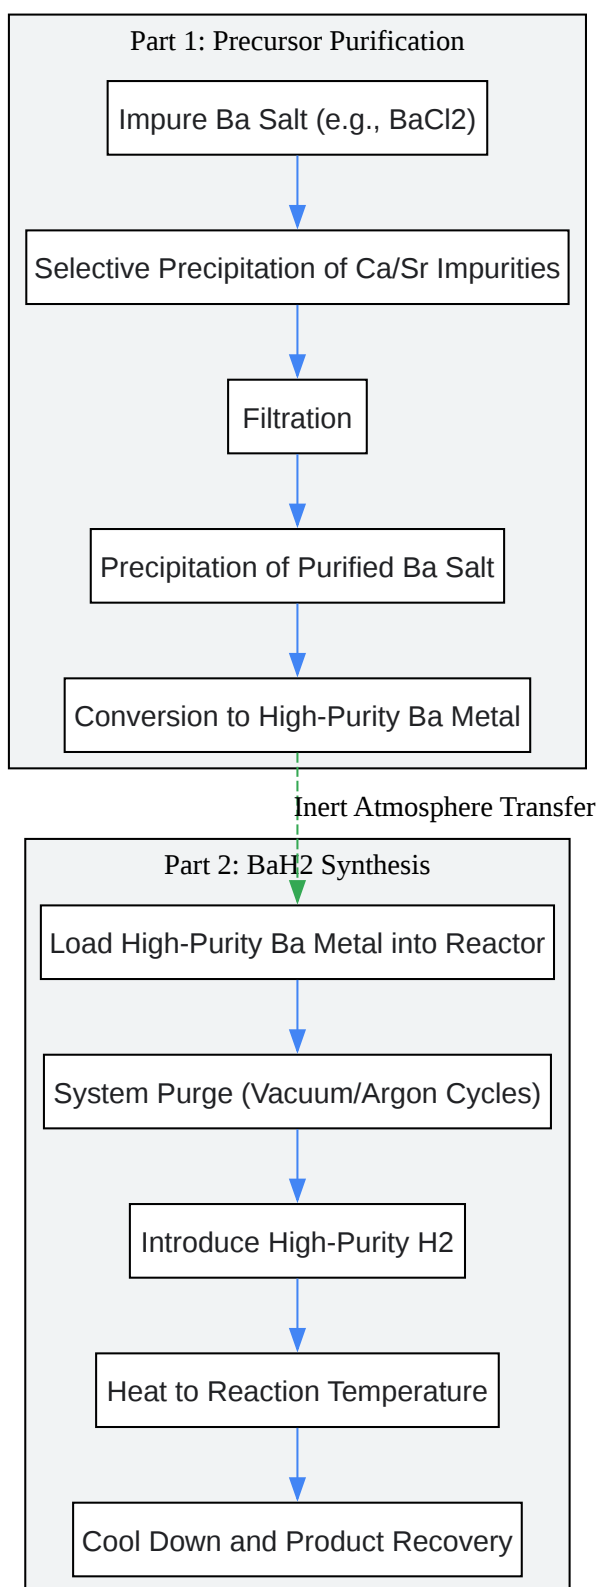 Part 1: Precursor Purification
Impure Ba Salt (e.g., BaCl2)
Selective Precipitation of Ca/Sr Impurities
Filtration
Precipitation of Purified Ba Salt
Conversion to High-Purity Ba Metal
Inert Atmosphere Transfer
Part 2: BaH2 Synthesis
Load High-Purity Ba Metal into Reactor
System Purge (Vacuum/Argon Cycles)
Introduce High-Purity H2
Heat to Reaction Temperature
Cool Down and Product Recovery